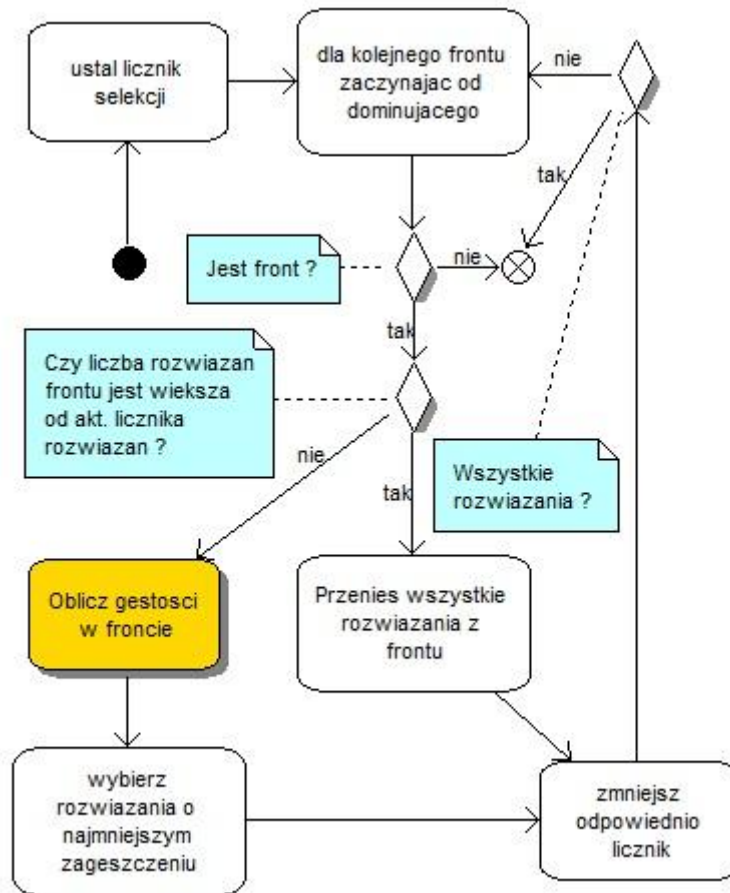 ustal licznik
selekcji
dla kolejnego frontu
zaczynajac od
dominujacego
nie
tak
Jest front ?
nie
tak
Czy liczba rozwiazan
frontu jest wieksza
od akt. licznika
rozwiazan ?
nie
tak
Wszystkie
rozwiazania ?
Oblicz gestosci
w froncie
Przenies wszystkie
rozwiazania z
frontu
wybierz
rozwiazania o
najmniejszym
zageszczeniu
zmniejsz
odpowiednio
licznik